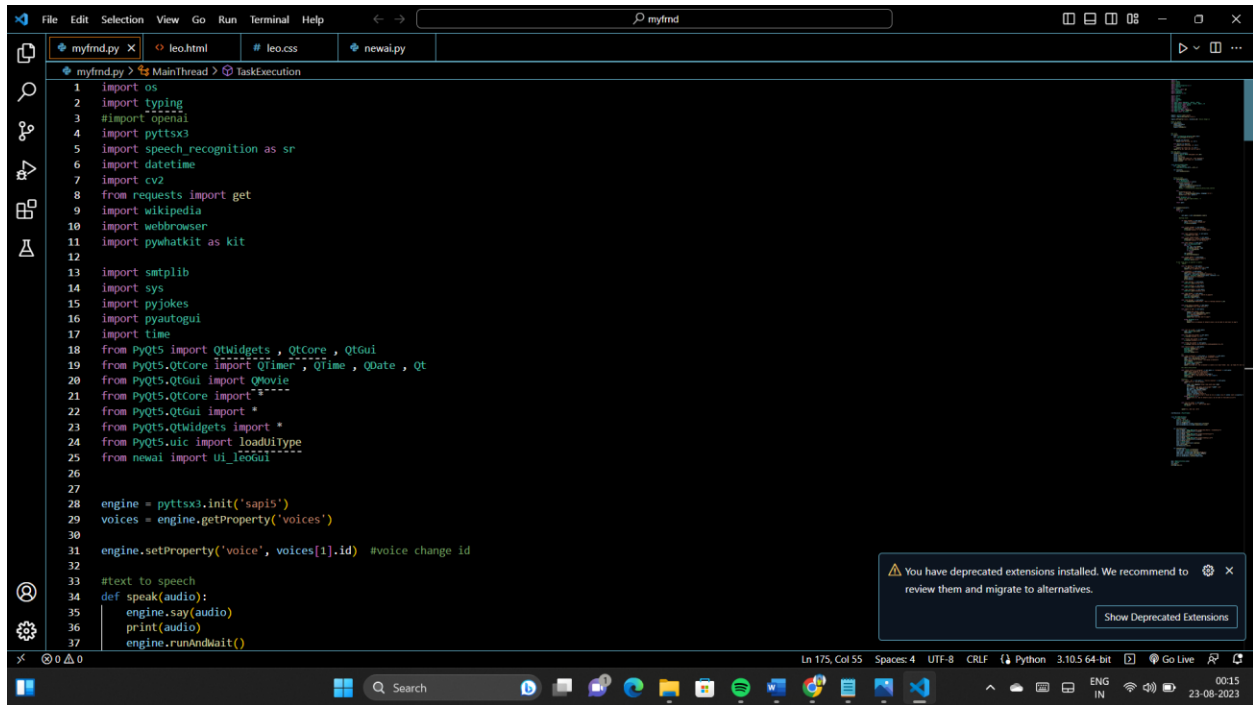 File Edit Selection View Go Run Terminal Help
myfrnd
myfrnd.py
leo.html
# leo.css
newai.py
myfrnd.py > MainThread > TaskExecution
1 import os
2 import typing
3 #import openai
4 import pyttsx3
5 import speech_recognition as sr
6 import datetime
7 import cv2
8 from requests import get
9 import wikipedia
10 import webbrowser
11 import pywhatkit as kit
12
13 import smtplib
14 import sys
15 import pyjokes
16 import pyautogui
17 import time
18 from PyQt5 import QtWidgets , QtCore , QtGui
19 from PyQt5.QtCore import QTimer , QTime , QDate , Qt
20 from PyQt5.QtGui import QMovie
21 from PyQt5.QtCore import *
22 from PyQt5.QtGui import *
23 from PyQt5.QtWidgets import *
24 from PyQt5.uic import loadUiType
25 from newai import Ui_leoGui
26
27
28 engine = pyttsx3.init('sapi5')
29 voices = engine.getProperty('voices')
30
31 engine.setProperty('voice', voices[1].id) #voice change id
32
33 #text to speech
34 def speak(audio):
35 engine.say(audio)
36 print(audio)
37 engine.runAndWait()
You have deprecated extensions installed. We recommend to
review them and migrate to alternatives.
Show Deprecated Extensions
0 0 Ln 175, Col 55 Spaces: 4 UTF-8 CRLF Python 3.10.5 64-bit Go Live
Search
ENG
IN
00:15
23-08-2023